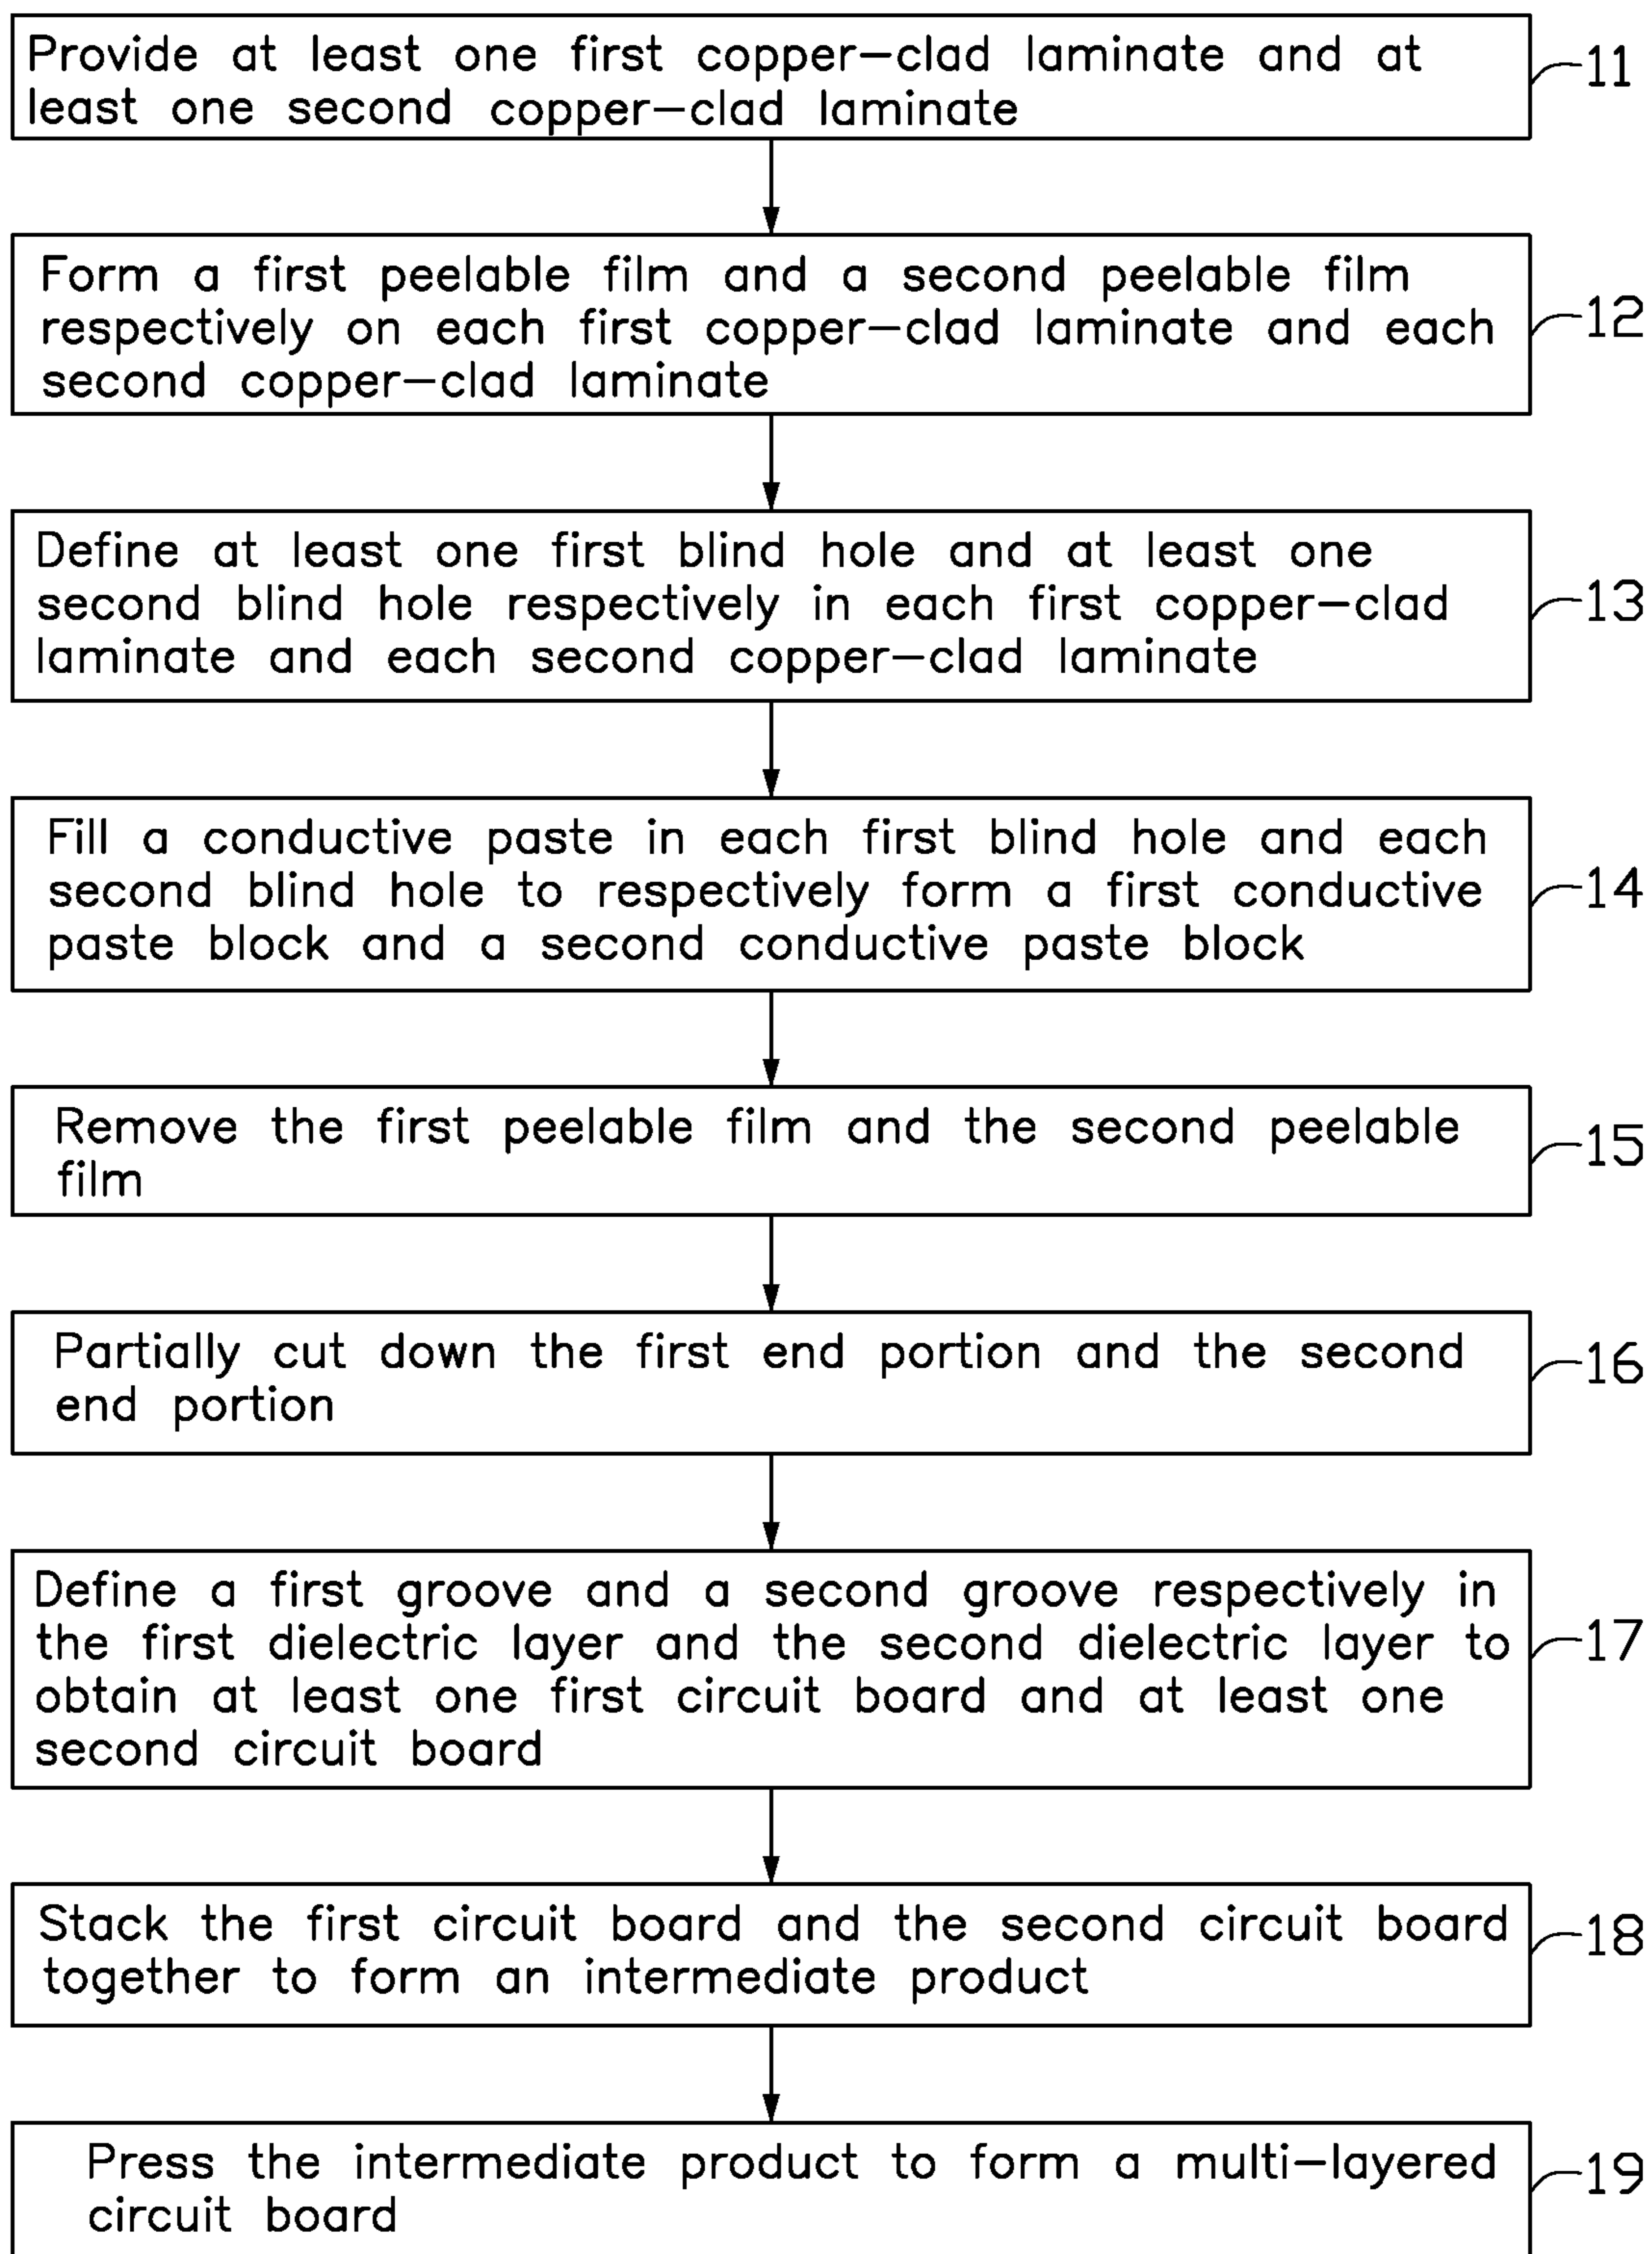 Provide at least one first copper-clad laminate and at
least one second copper-clad laminate
11
Form a first peelable film and a second peelable film
respectively on each first copper-clad laminate and each
second copper-clad laminate
12
Define at least one first blind hole and at least one
second blind hole respectively in each first copper-clad
laminate and each second copper-clad laminate
13
Fill a conductive paste in each first blind hole and each
second blind hole to respectively form a first conductive
paste block and a second conductive paste block
14
Remove the first peelable film and the second peelable
film
15
Partially cut down the first end portion and the second
end portion
16
Define a first groove and a second groove respectively in
the first dielectric layer and the second dielectric layer to
obtain at least one first circuit board and at least one
second circuit board
17
Stack the first circuit board and the second circuit board
together to form an intermediate product
18
Press the intermediate product to form a multi-layered
circuit board
19